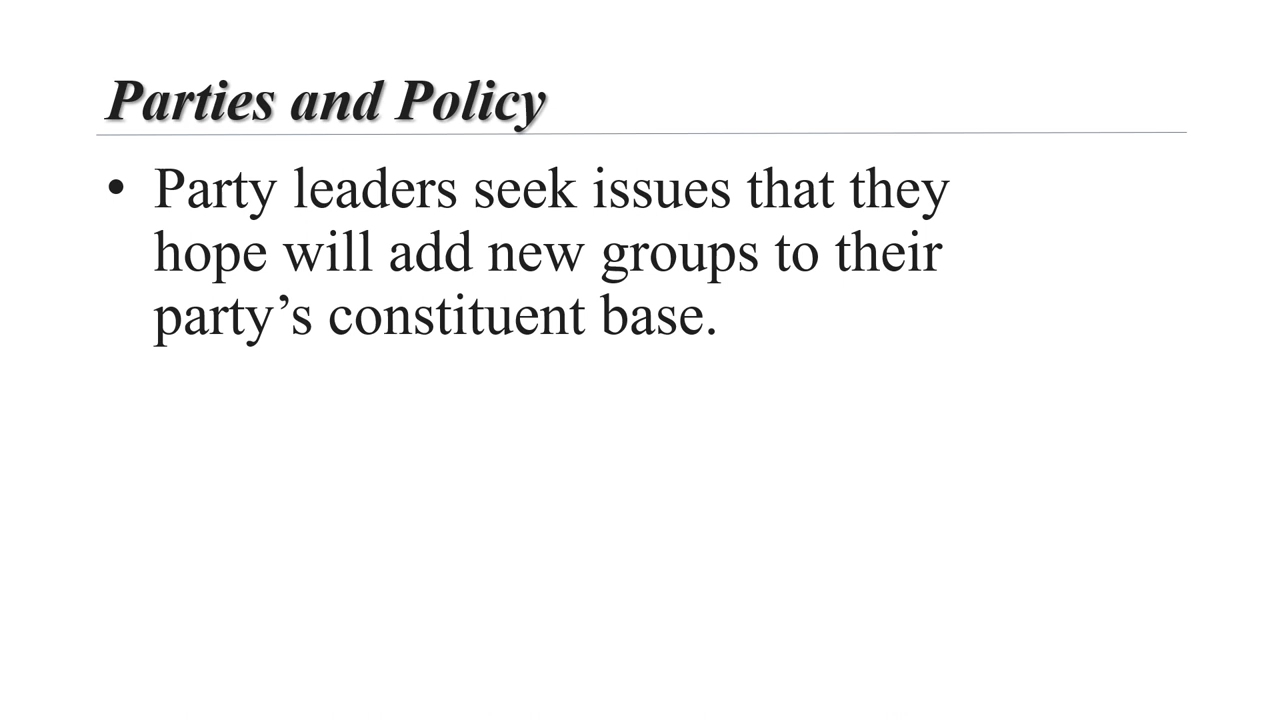 Parties and Policy
• Party leaders seek issues that they
hope will add new groups to their
party’s constituent base.